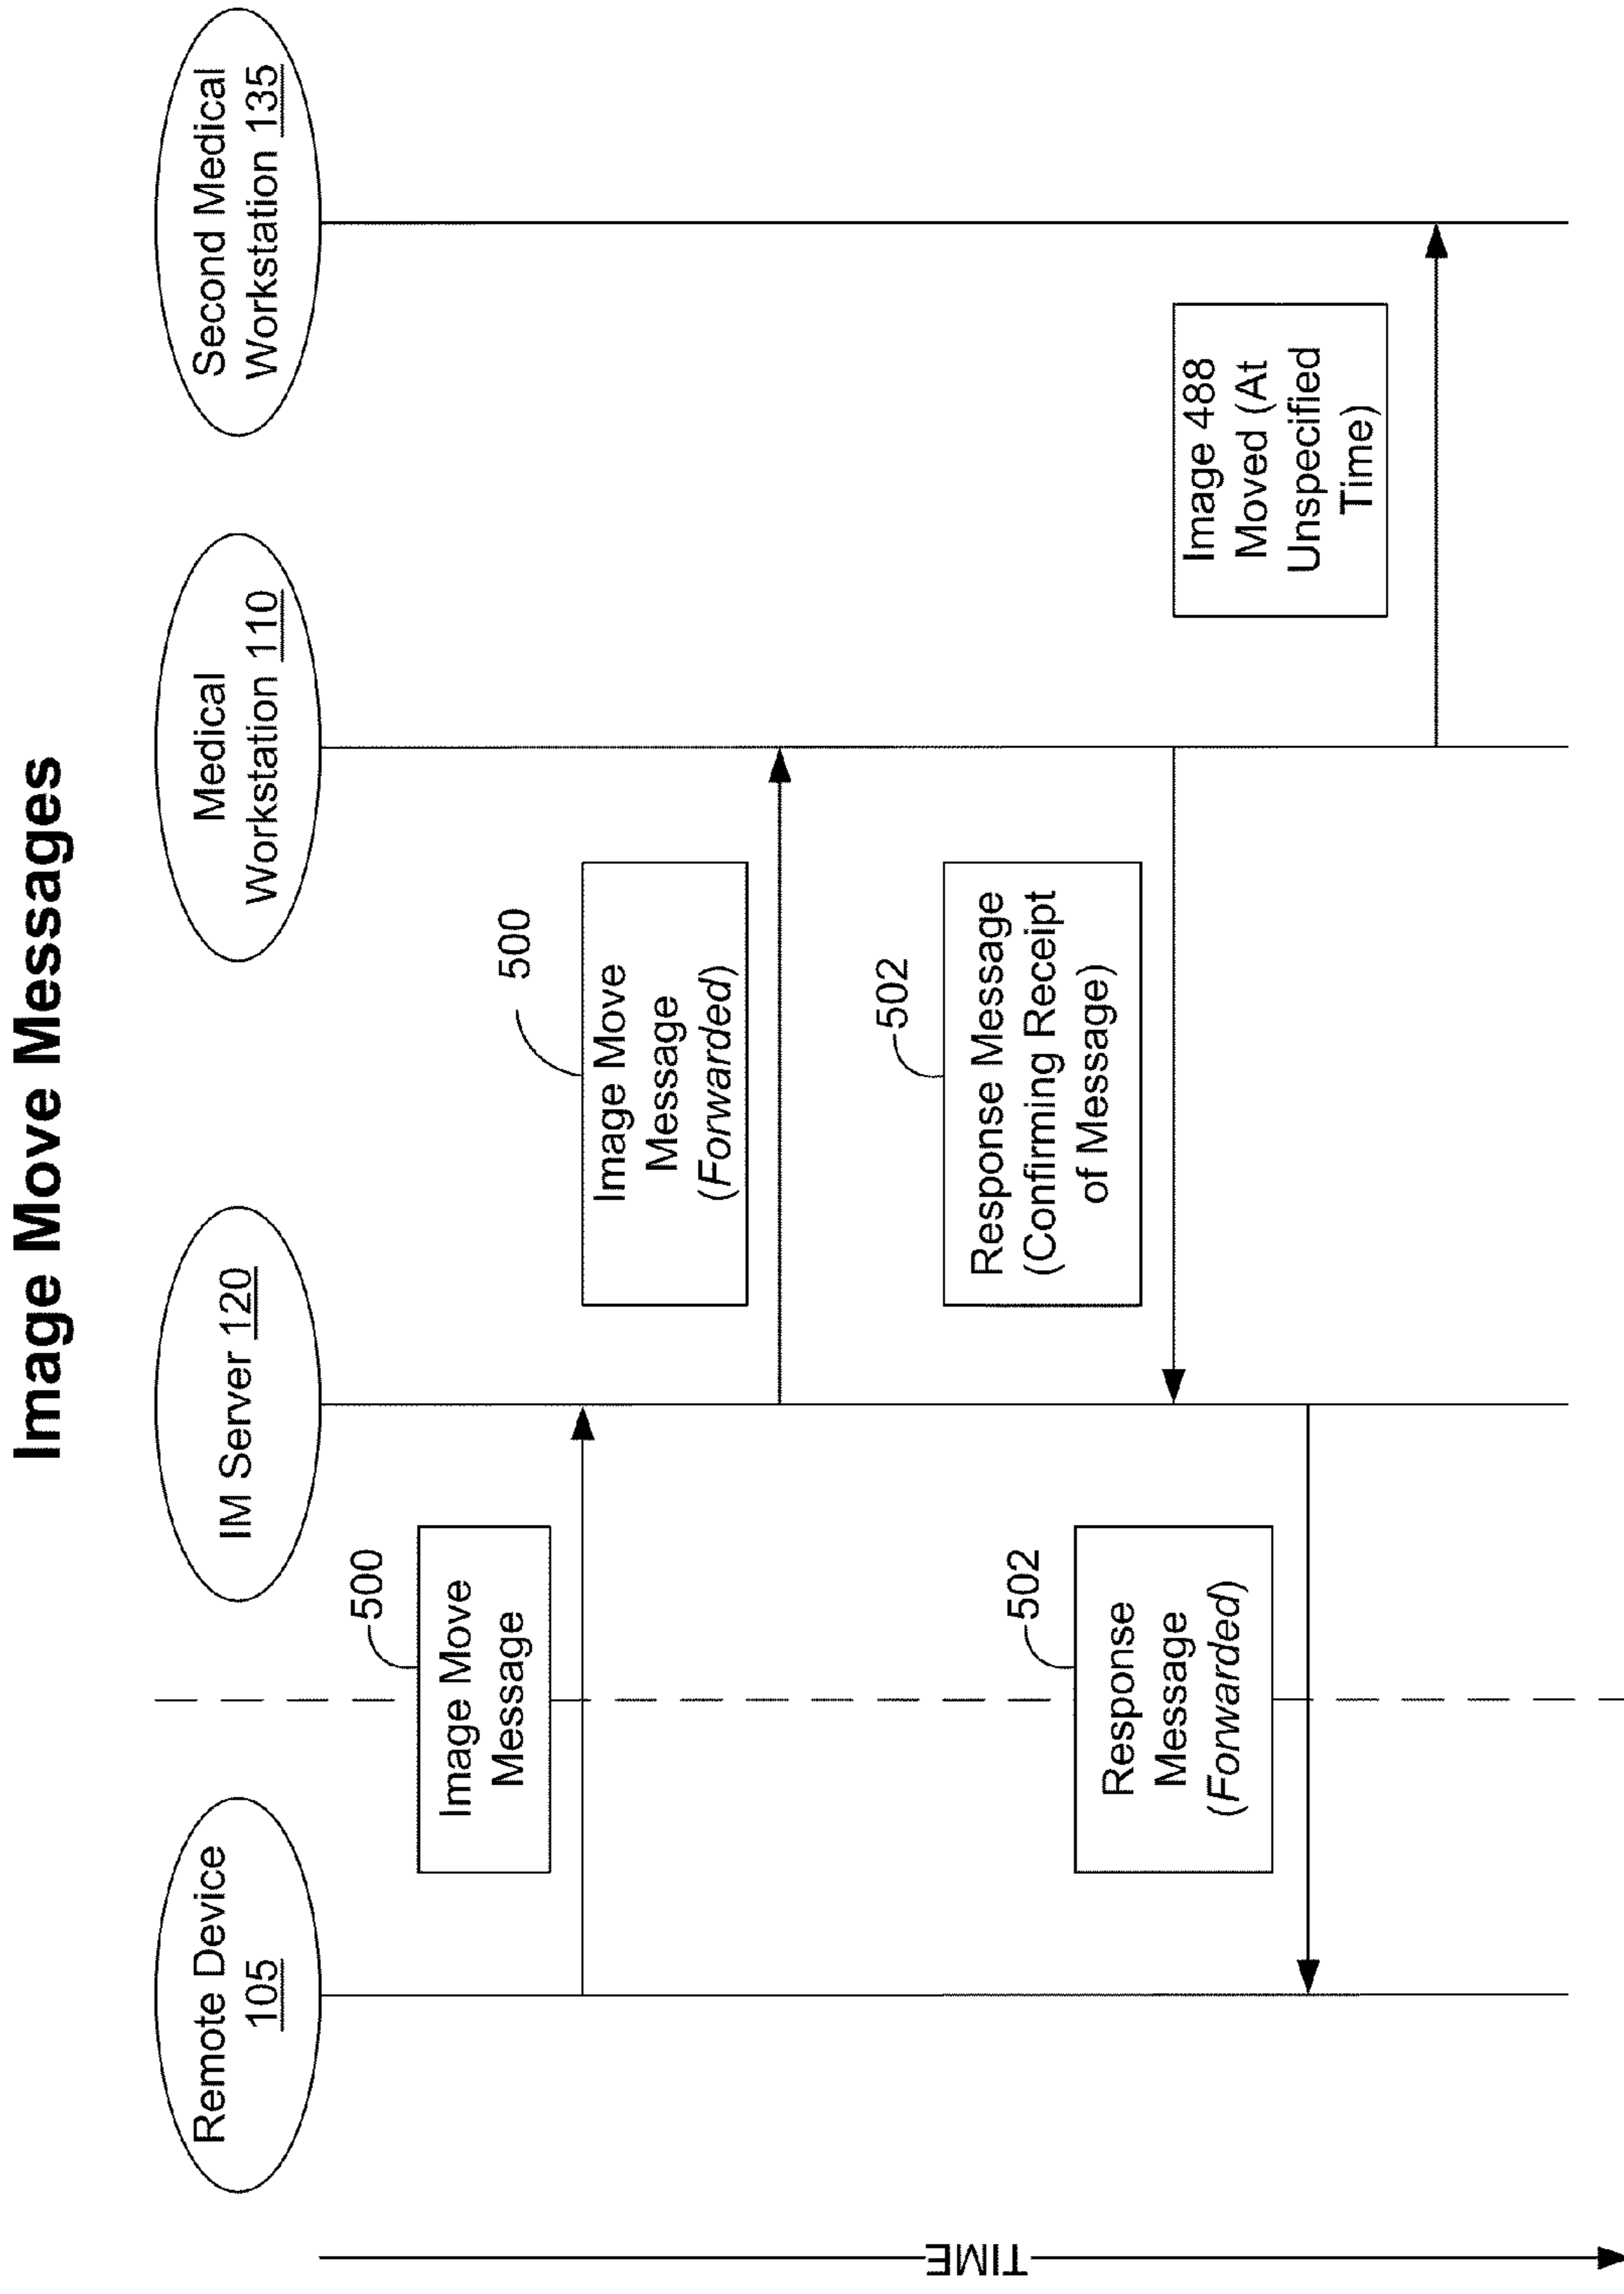 Image Move Messages
Remote Device
105
IM Server 120
Medical
Workstation 110
Second Medical
Workstation 135
TIME
500
Image Move
Message
500
Image Move
Message
(Forwarded)
502
Response Message
(Confirming Receipt
of Message)
502
Response
Message
(Forwarded)
Image 488
Moved (At
Unspecified
Time)